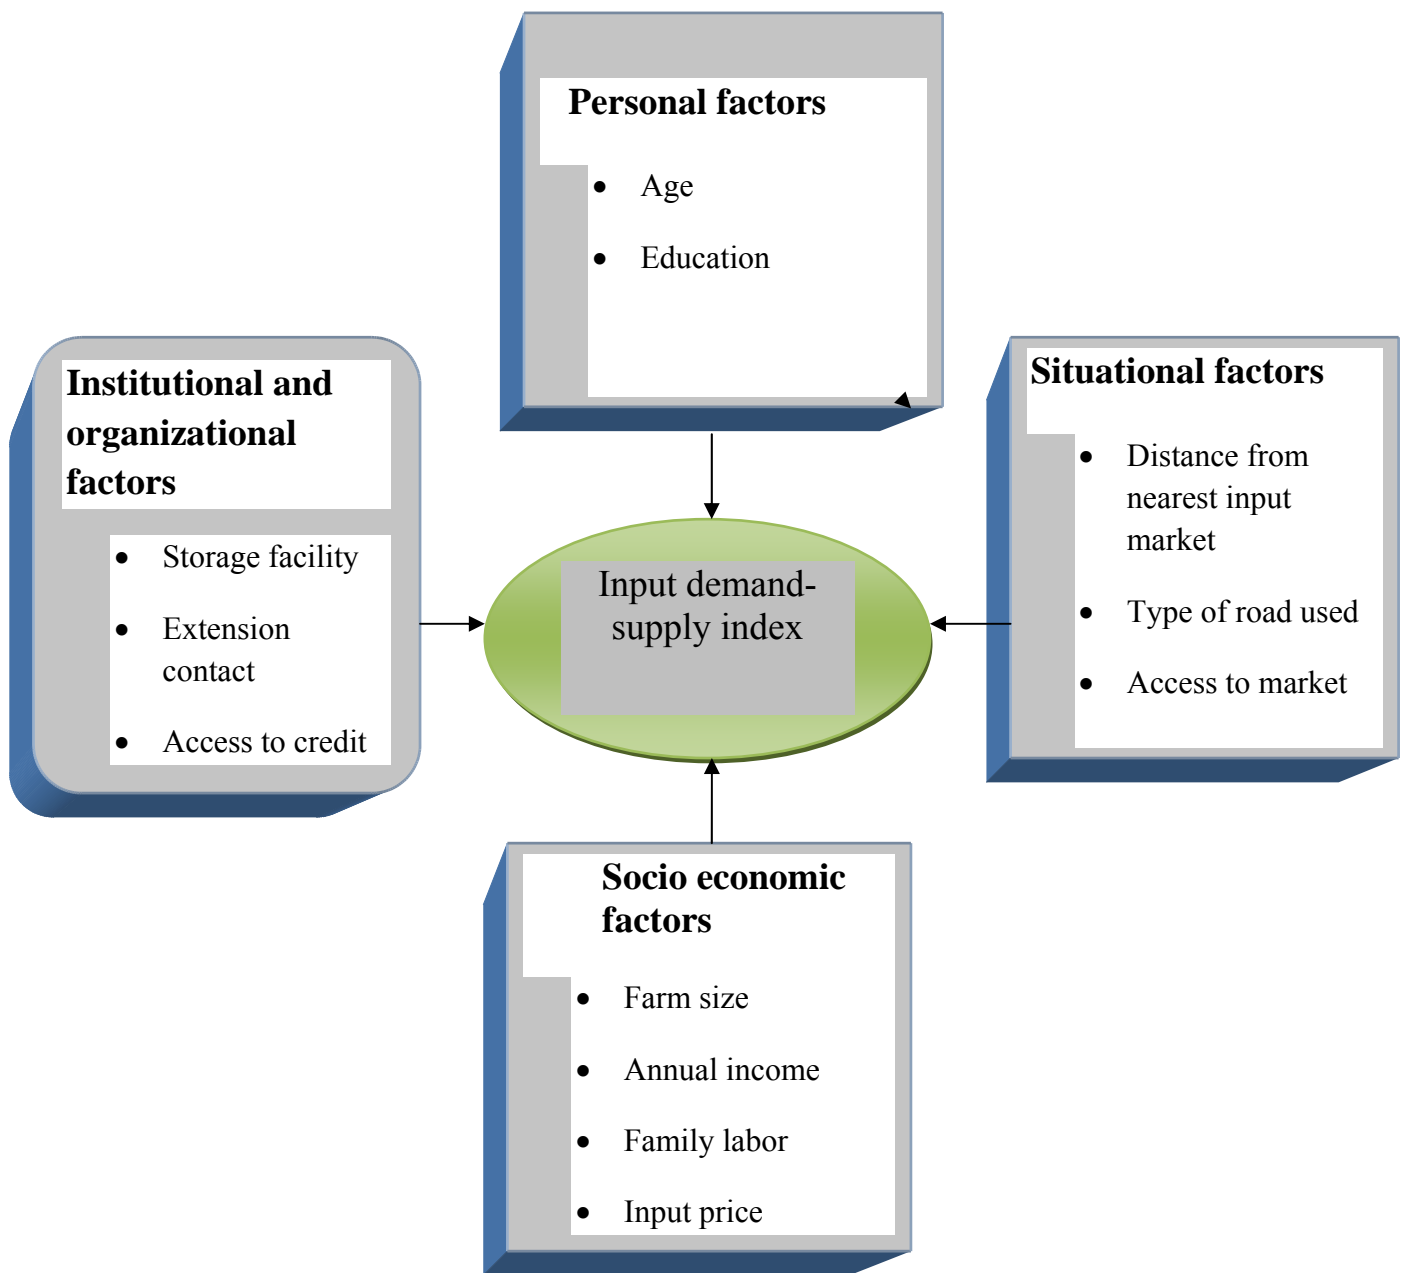 Personal factors
• Age
• Education
Institutional and
organizational
factors
• Storage facility
• Extension
contact
• Access to credit
Input demand-
supply index
Situational factors
• Distance from
nearest input
market
• Type of road used
• Access to market
Socio economic
factors
• Farm size
• Annual income
• Family labor
• Input price